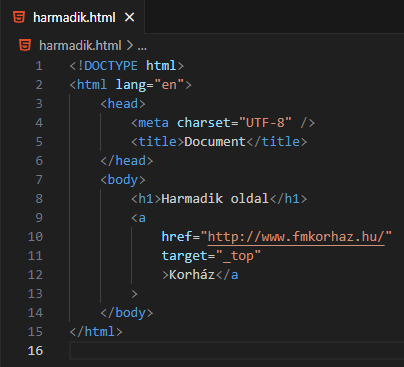 harmadik.html
harmadik.html > ...
1 <!DOCTYPE html>
2 <html lang="en">
3     <head>
4         <meta charset="UTF-8" />
5         <title>Document</title>
6     </head>
7     <body>
8         <h1>Harmadik oldal</h1>
9         <a
10             href="http://www.fmkorhaz.hu/"
11             target="_top"
12             >Korház</a
13         >
14     </body>
15 </html>
16